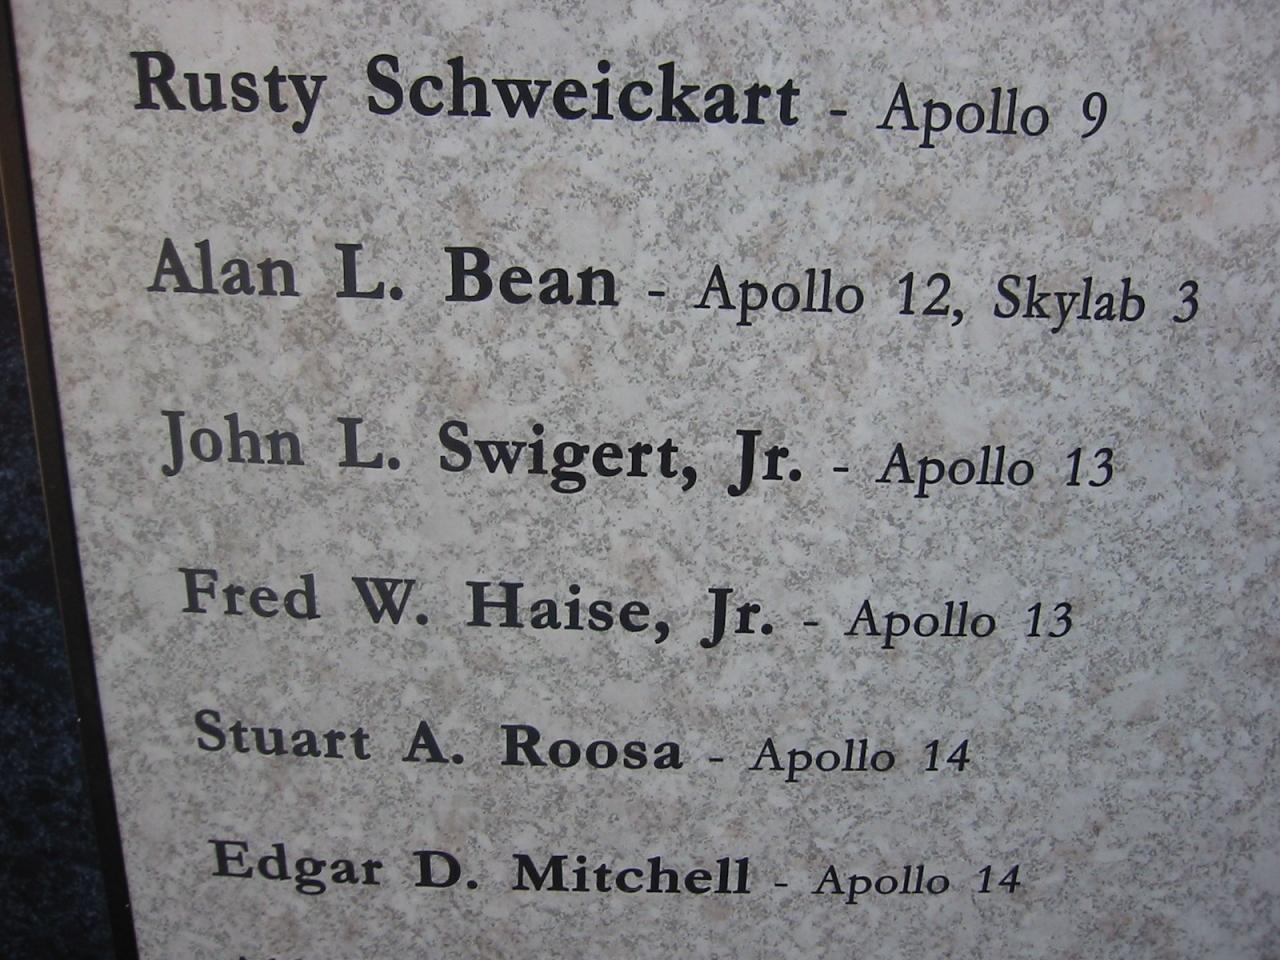 Rusty Schweickart - Apollo 9
Alan L. Bean - Apollo 12, Skylab 3
John L. Swigert, Jr. - Apollo 13
Fred W. Haise, Jr. - Apollo 13
Stuart A. Roosa - Apollo 14
Edgar D. Mitchell - Apollo 14